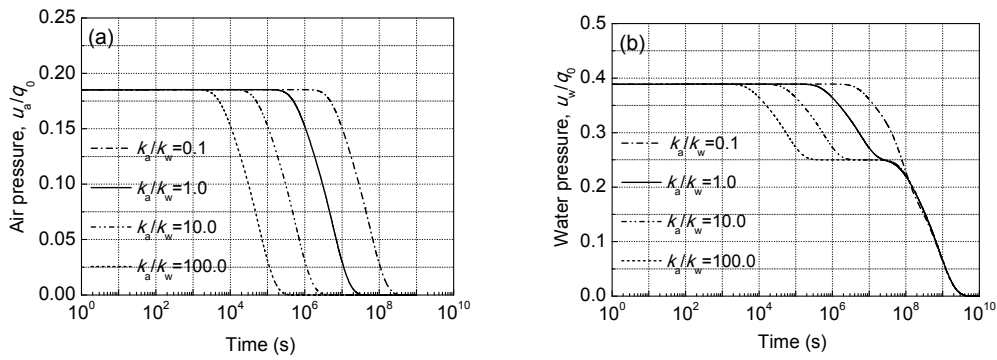 (a)
Air pressure, u_a/q_0
0.25
0.20
0.15
0.10
0.05
0.00
k_a/k_w=0.1
k_a/k_w=1.0
k_a/k_w=10.0
k_a/k_w=100.0
10^0 10^2 10^4 10^6 10^8 10^10
Time (s)
(b)
Water pressure, u_w/q_0
0.5
0.4
0.3
0.2
0.1
0.0
k_a/k_w=0.1
k_a/k_w=1.0
k_a/k_w=10.0
k_a/k_w=100.0
10^0 10^2 10^4 10^6 10^8 10^10
Time (s)